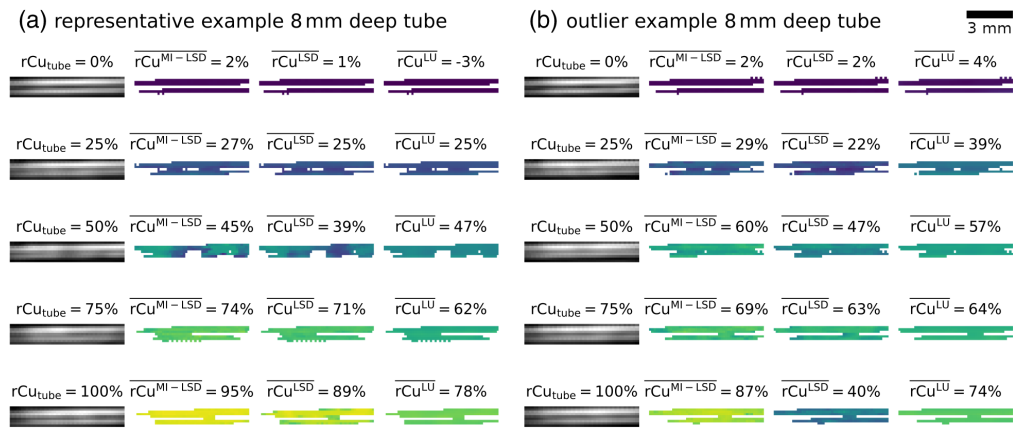 (a) representative example 8 mm deep tube
(b) outlier example 8 mm deep tube
3 mm
rCu_tube = 0% rCu^MI−LSD = 2% rCu^LSD = 1% rCu^LU = -3%
rCu_tube = 0% rCu^MI−LSD = 2% rCu^LSD = 2% rCu^LU = 4%
rCu_tube = 25% rCu^MI−LSD = 27% rCu^LSD = 25% rCu^LU = 25%
rCu_tube = 25% rCu^MI−LSD = 29% rCu^LSD = 22% rCu^LU = 39%
rCu_tube = 50% rCu^MI−LSD = 45% rCu^LSD = 39% rCu^LU = 47%
rCu_tube = 50% rCu^MI−LSD = 60% rCu^LSD = 47% rCu^LU = 57%
rCu_tube = 75% rCu^MI−LSD = 74% rCu^LSD = 71% rCu^LU = 62%
rCu_tube = 75% rCu^MI−LSD = 69% rCu^LSD = 63% rCu^LU = 64%
rCu_tube = 100% rCu^MI−LSD = 95% rCu^LSD = 89% rCu^LU = 78%
rCu_tube = 100% rCu^MI−LSD = 87% rCu^LSD = 40% rCu^LU = 74%